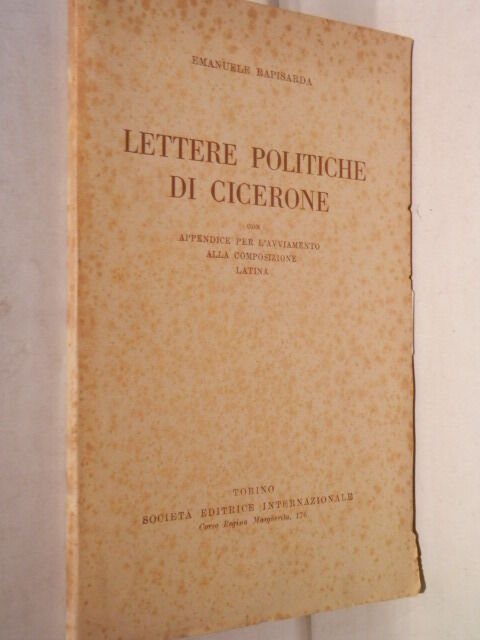 EMANUELE RAPISARDA
LETTERE POLITICHE
DI CICERONE
CON
APPENDICE PER L'AVVIAMENTO
ALLA COMPOSIZIONE
LATINA
TORINO
SOCIETÀ EDITRICE INTERNAZIONALE
Corso Regina Margherita, 176